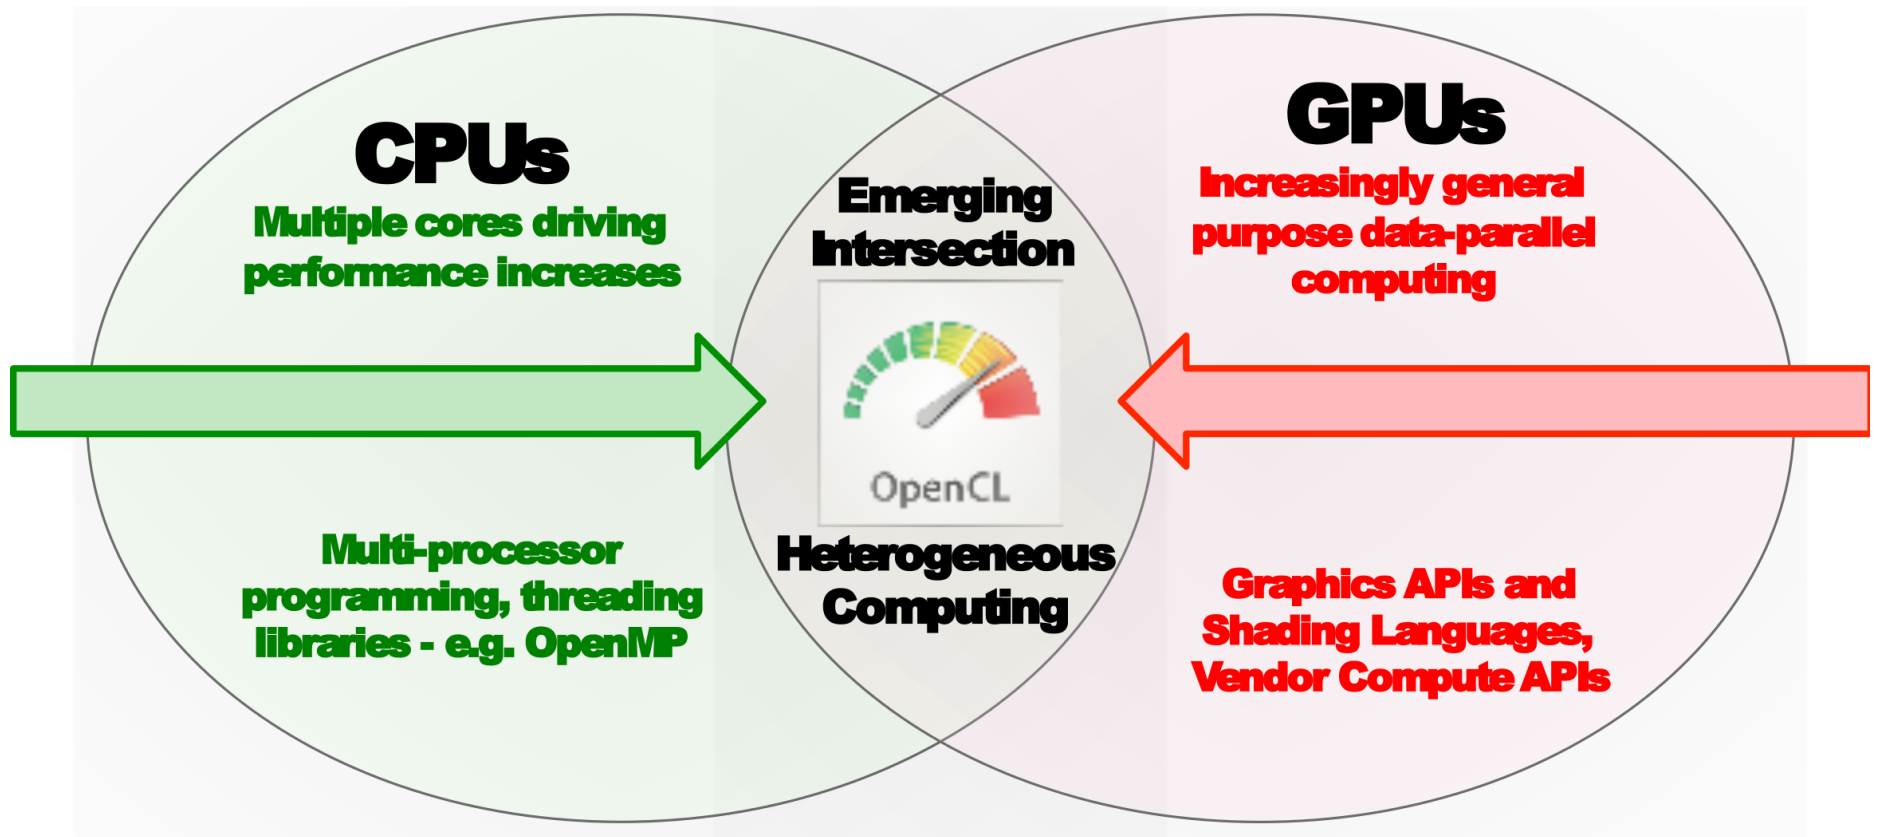 CPUs
Multiple cores driving
performance increases
Multi-processor
programming, threading
libraries - e.g. OpenMP
Emerging
Intersection
OpenCL
Heterogeneous
Computing
GPUs
Increasingly general
purpose data-parallel
computing
Graphics APIs and
Shading Languages,
Vendor Compute APIs